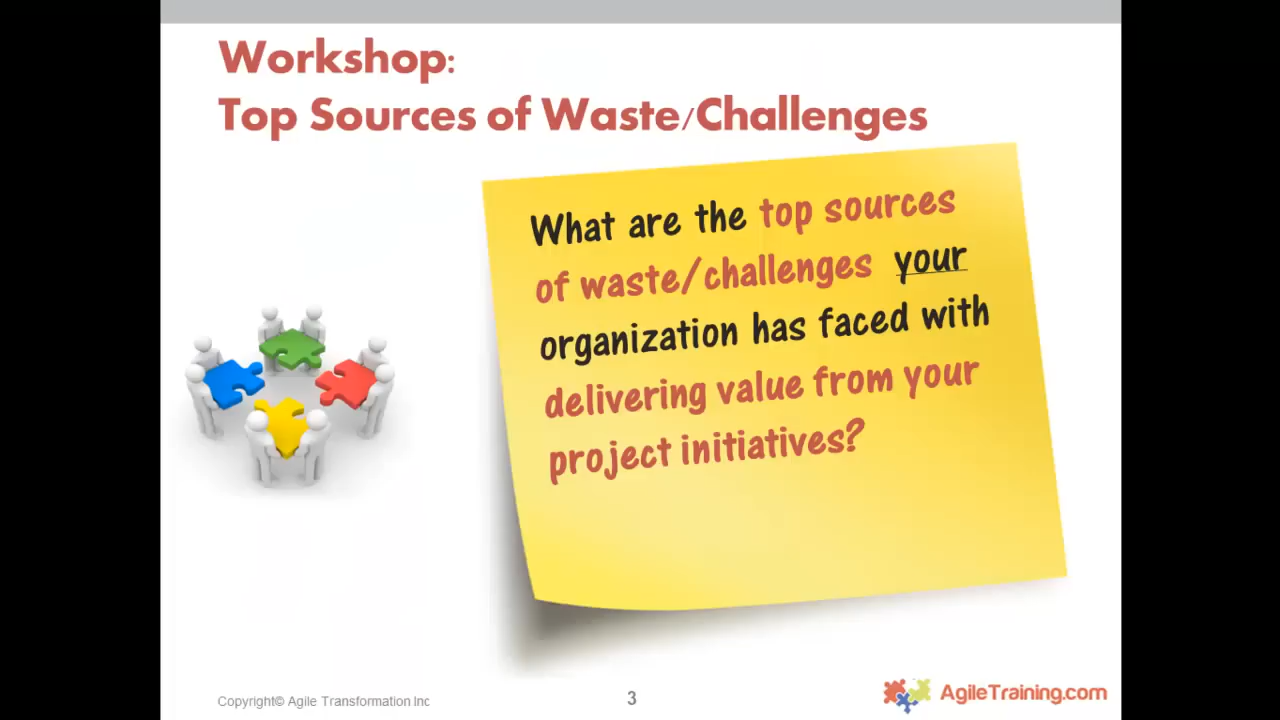 Workshop:
Top Sources of Waste/Challenges
What are the top sources
of waste/challenges your
organization has faced with
delivering value from your
project initiatives?
Copyright© Agile Transformation Inc
3
AgileTraining.com